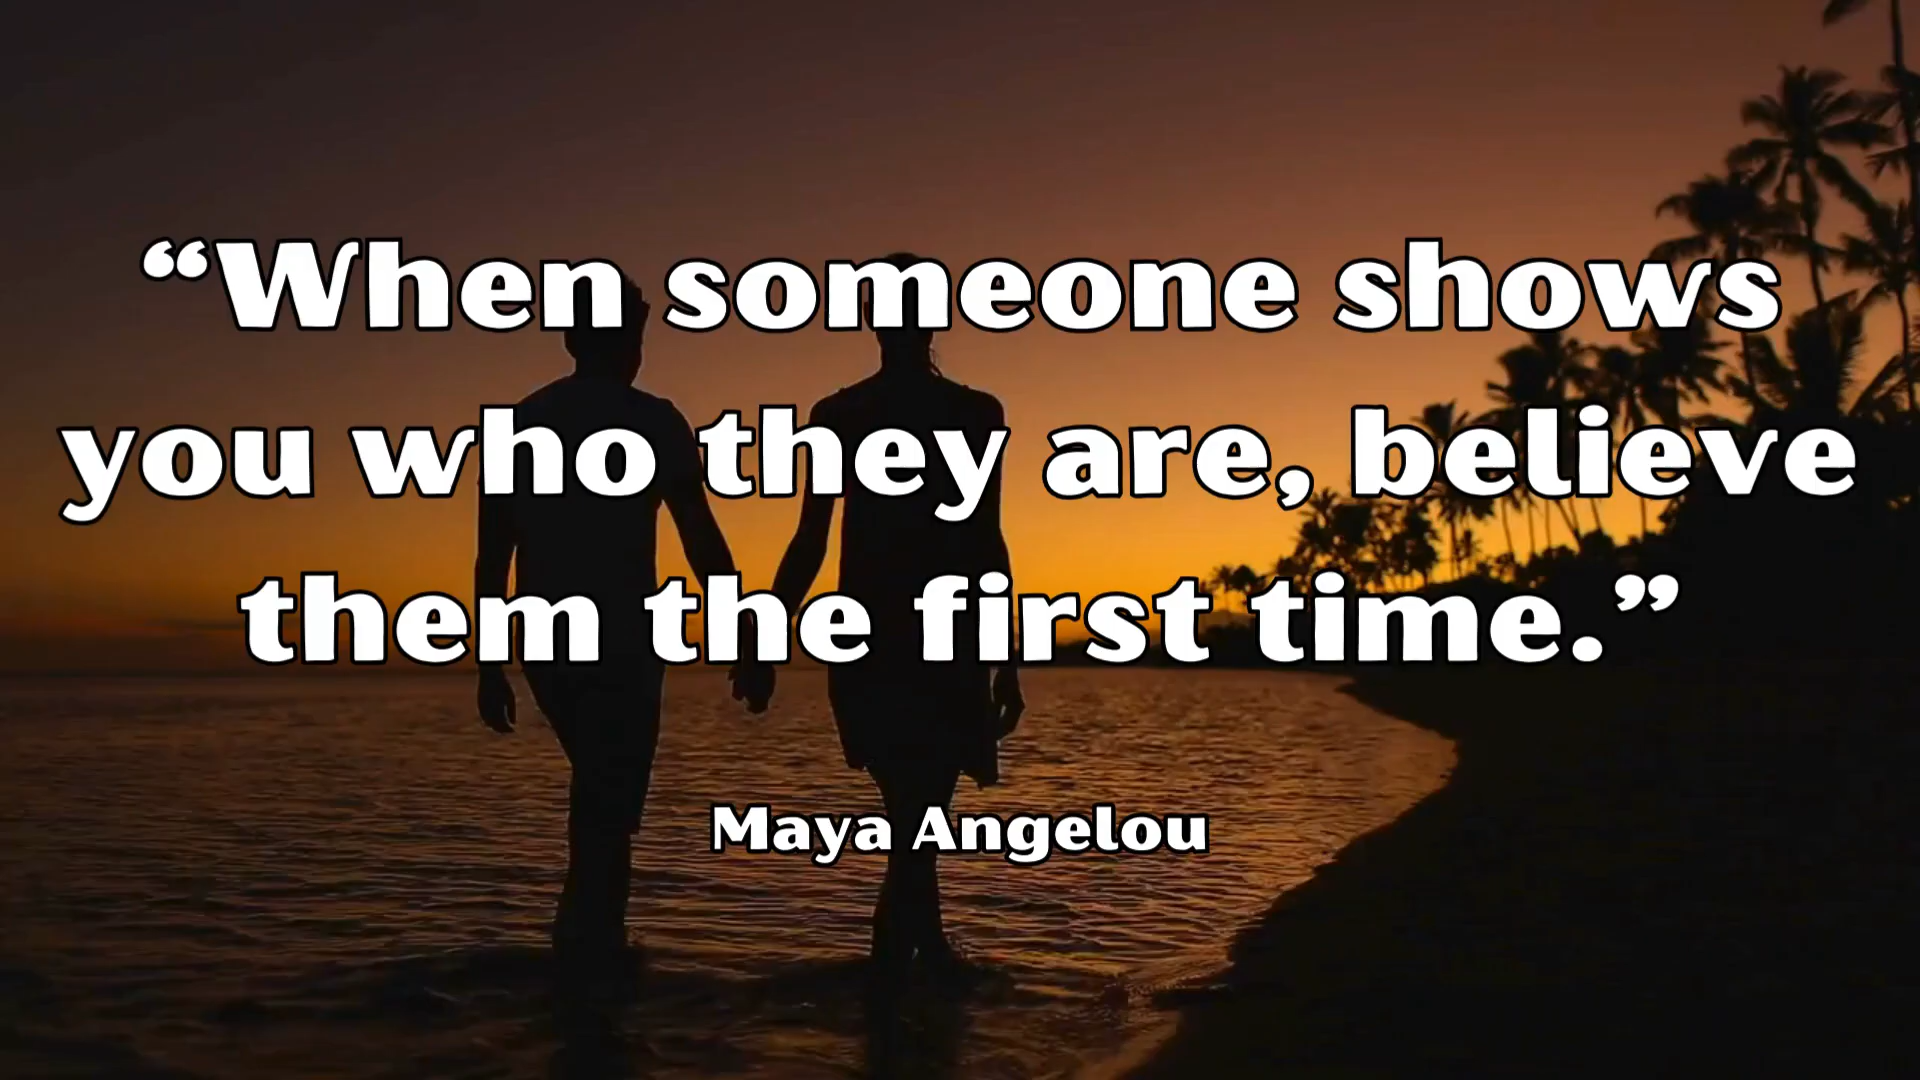 “When someone shows
you who they are, believe
them the first time.”
Maya Angelou